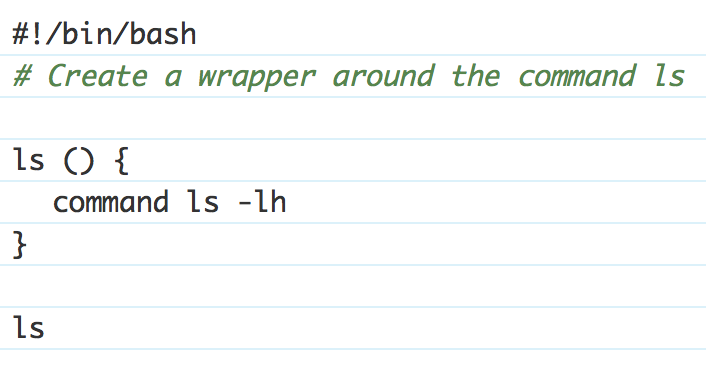 #!/bin/bash
# Create a wrapper around the command ls
ls () {
command ls -lh
}
ls